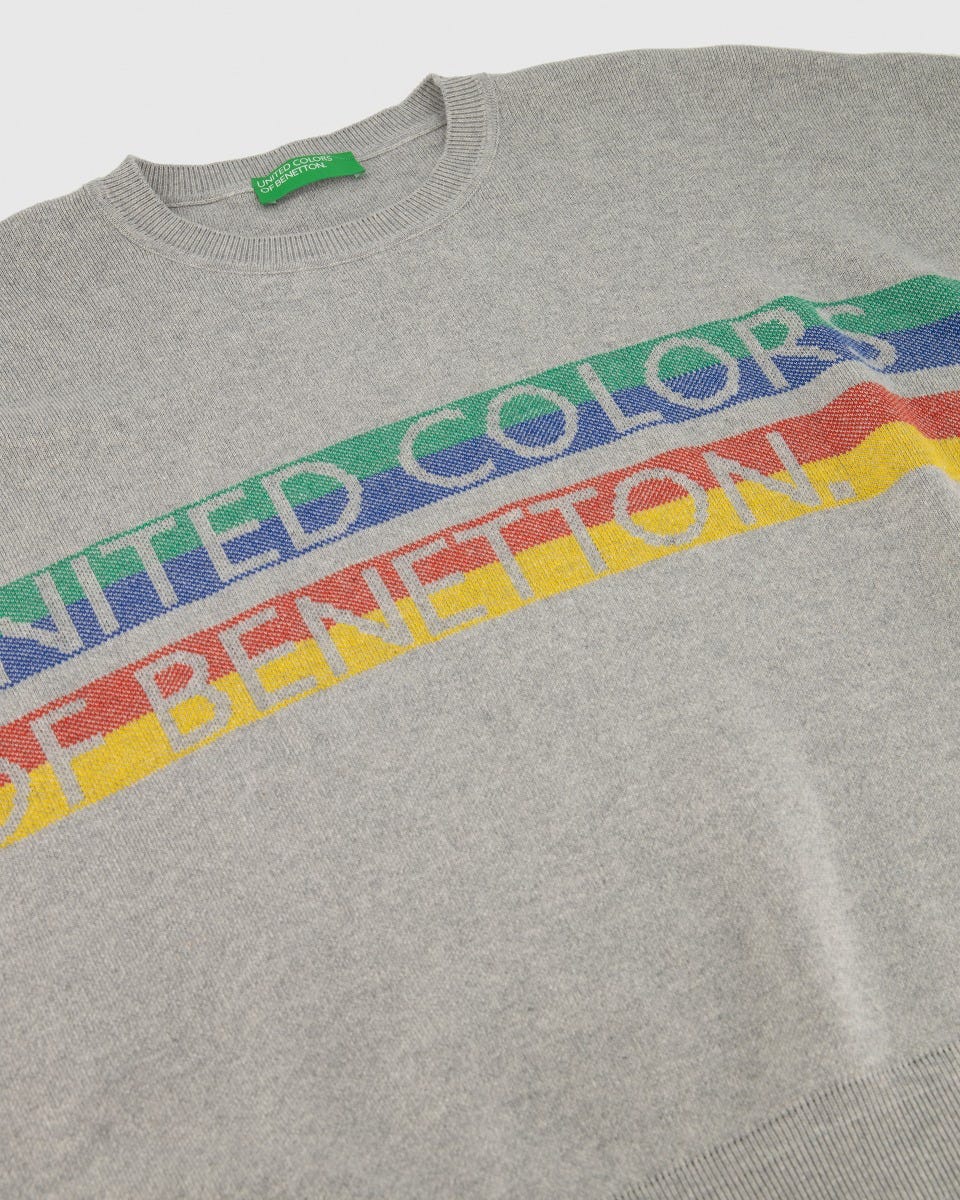 UNITED COLORS
OF BENETTON.
NITED COLORS
OF BENETTON.